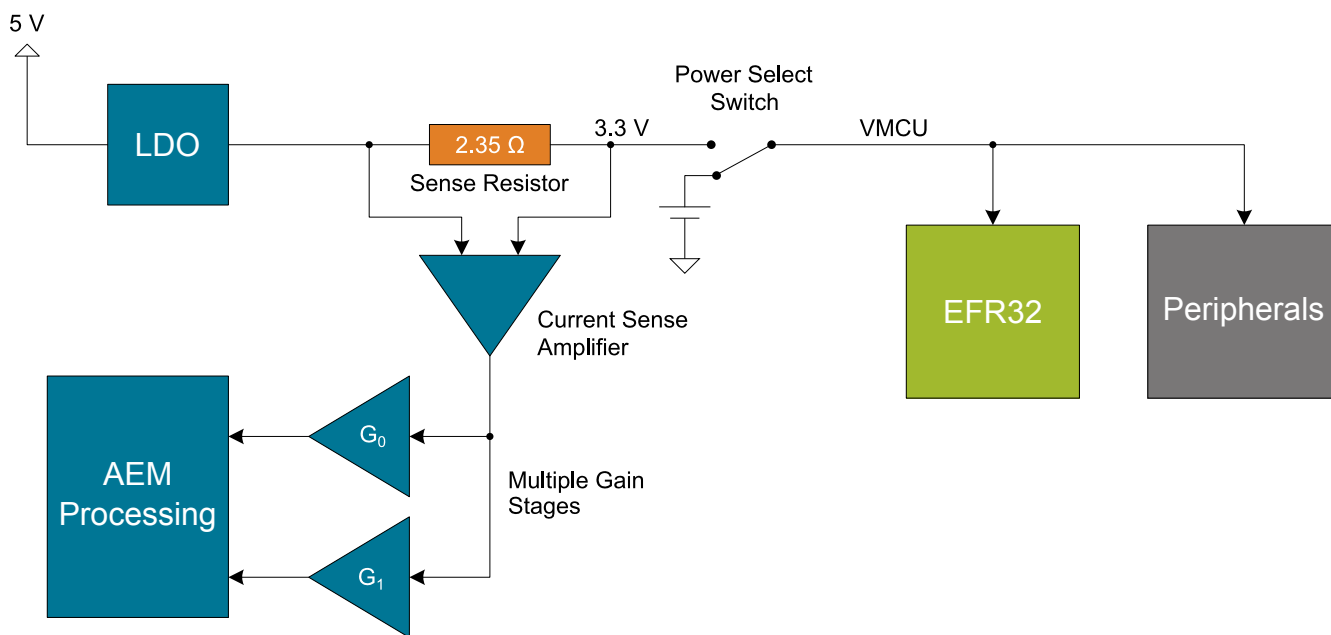 5 V
LDO
2.35 Ω
Sense Resistor
3.3 V
Power Select
Switch
VMCU
EFR32
Peripherals
Current Sense
Amplifier
AEM
Processing
G₀
G₁
Multiple Gain
Stages